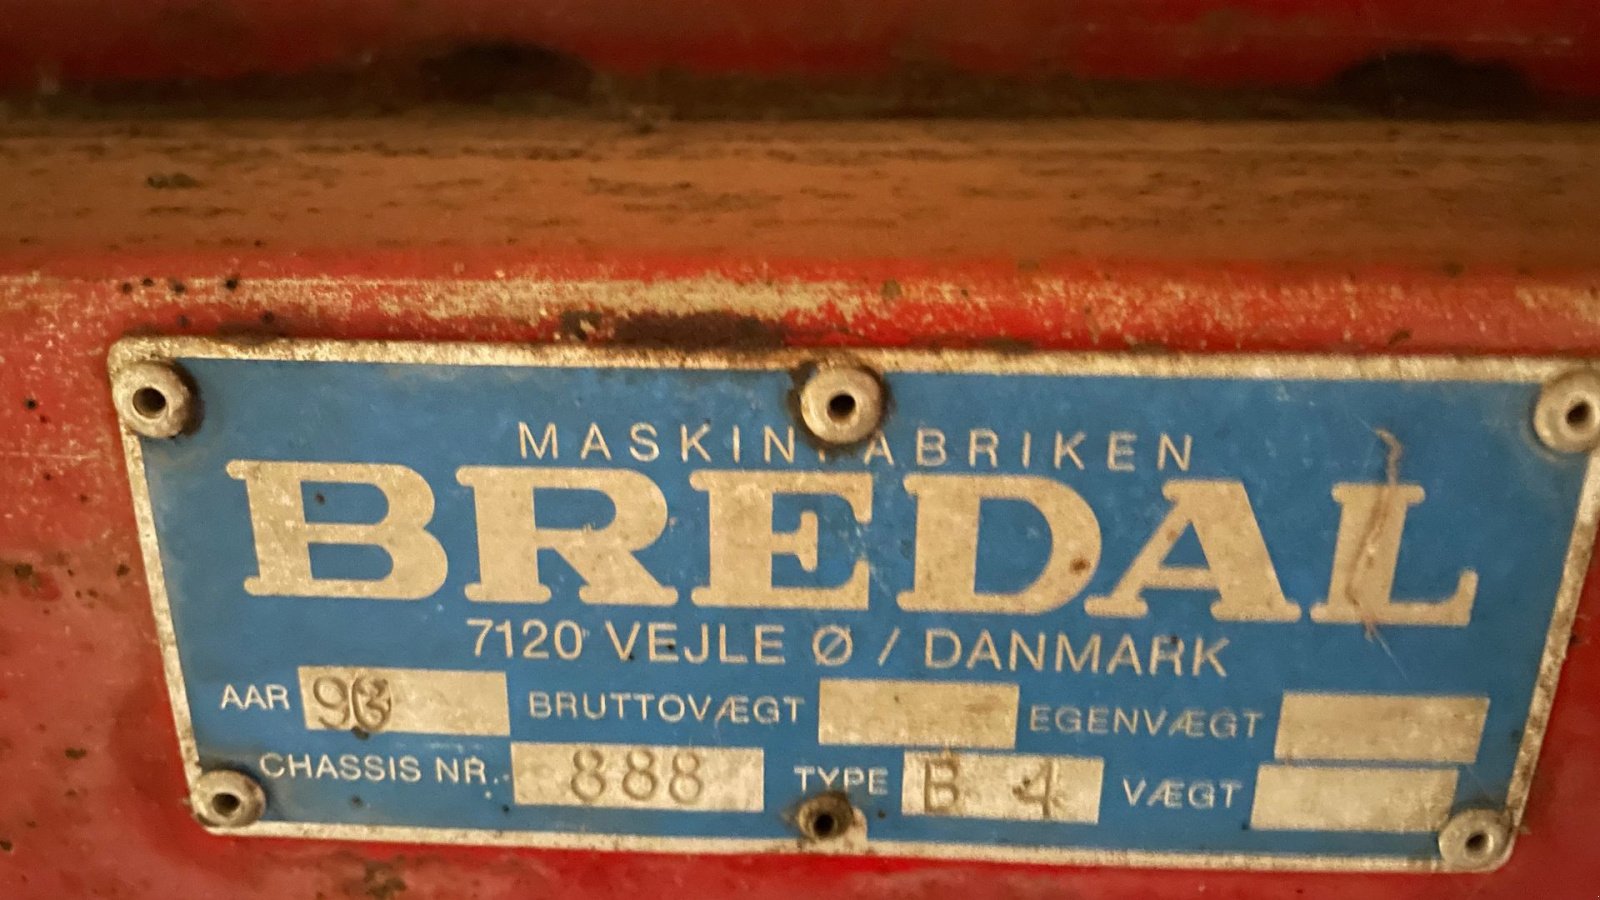 MASKINFABRIKEN
BREDAL
7120 VEJLE Ø / DANMARK
AAR BRUTTOVÆGT EGENVÆGT
CHASSIS NR. 888 TYPE B 4 VÆGT